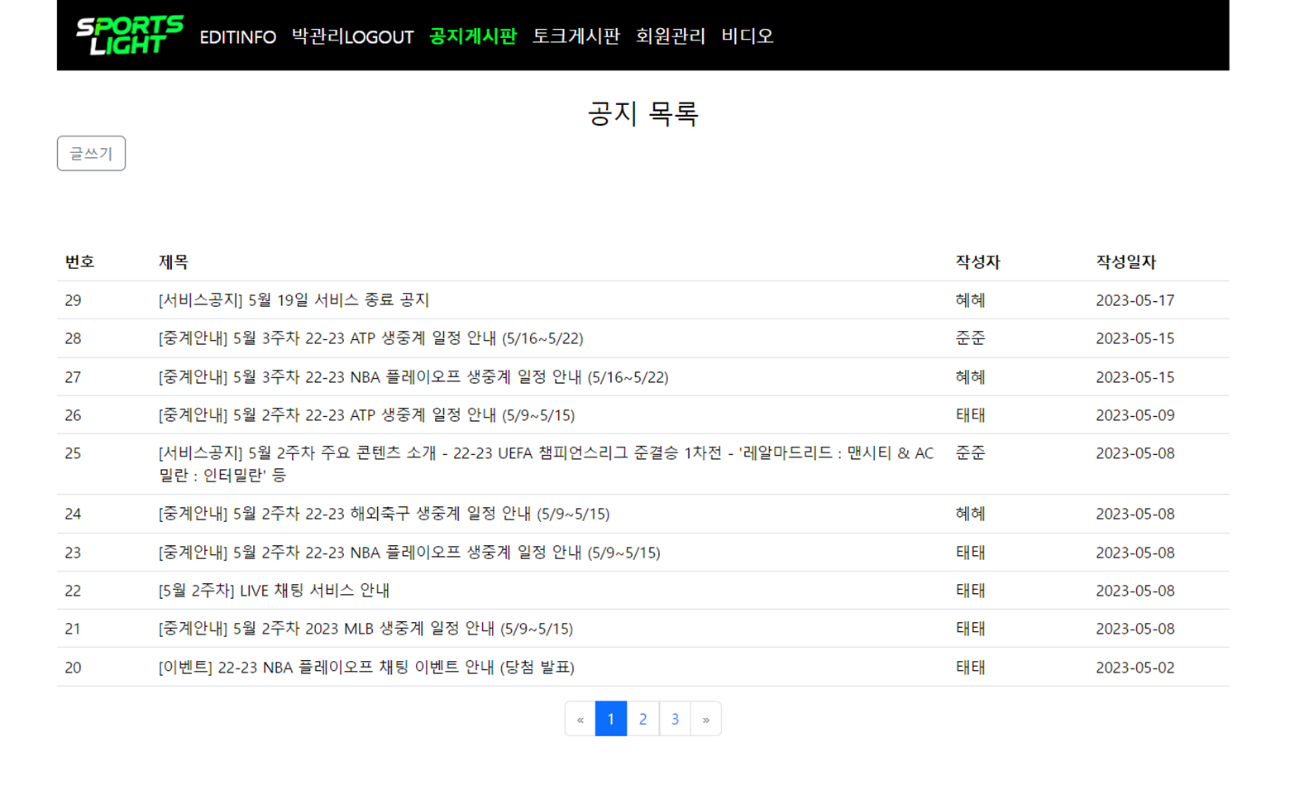 SPORTS
LIGHT
EDITINFO 박관리LOGOUT 공지게시판 토크게시판 회원관리 비디오
공지 목록
글쓰기
번호 제목 작성자 작성일자
29 [서비스공지] 5월 19일 서비스 종료 공지 혜혜 2023-05-17
28 [중계안내] 5월 3주차 22-23 ATP 생중계 일정 안내 (5/16~5/22) 준준 2023-05-15
27 [중계안내] 5월 3주차 22-23 NBA 플레이오프 생중계 일정 안내 (5/16~5/22) 혜혜 2023-05-15
26 [중계안내] 5월 2주차 22-23 ATP 생중계 일정 안내 (5/9~5/15) 태태 2023-05-09
25 [서비스공지] 5월 2주차 주요 콘텐츠 소개 - 22-23 UEFA 챔피언스리그 준결승 1차전 - '레알마드리드 : 맨시티 & AC 준준 2023-05-08
밀란 : 인터밀란' 등
24 [중계안내] 5월 2주차 22-23 해외축구 생중계 일정 안내 (5/9~5/15) 혜혜 2023-05-08
23 [중계안내] 5월 2주차 22-23 NBA 플레이오프 생중계 일정 안내 (5/9~5/15) 태태 2023-05-08
22 [5월 2주차] LIVE 채팅 서비스 안내 태태 2023-05-08
21 [중계안내] 5월 2주차 2023 MLB 생중계 일정 안내 (5/9~5/15) 태태 2023-05-08
20 [이벤트] 22-23 NBA 플레이오프 채팅 이벤트 안내 (당첨 발표) 태태 2023-05-02
« 1 2 3 »